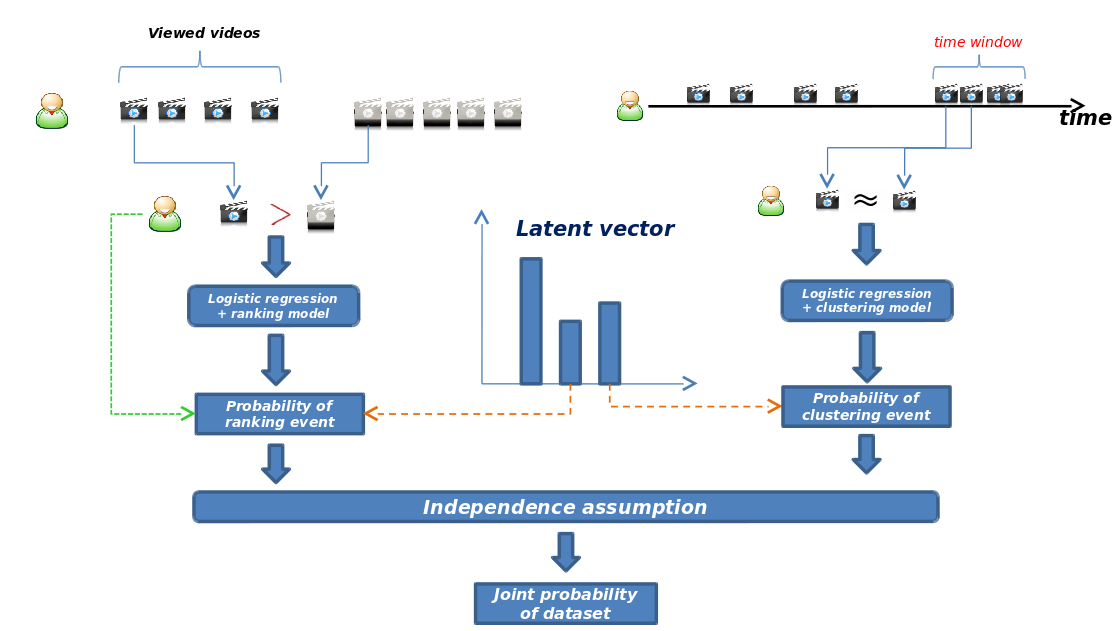 Viewed videos
time window
time
>
≈
Latent vector
Logistic regression
+ ranking model
Logistic regression
+ clustering model
Probability of
ranking event
Probability of
clustering event
Independence assumption
Joint probability
of dataset